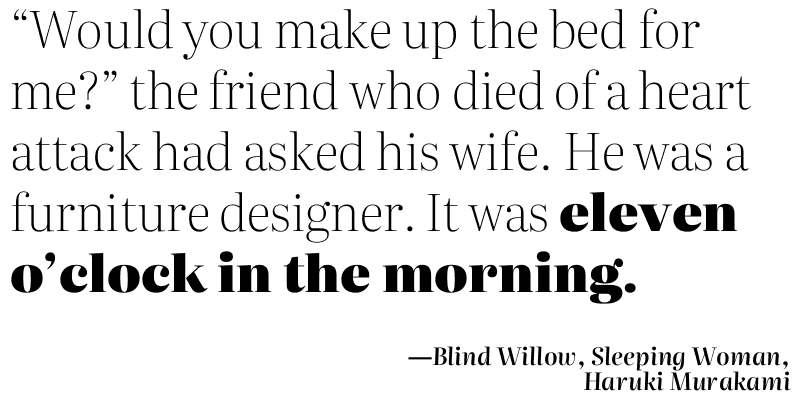 “Would you make up the bed for
me?” the friend who died of a heart
attack had asked his wife. He was a
furniture designer. It was eleven
o’clock in the morning.
—Blind Willow, Sleeping Woman,
Haruki Murakami